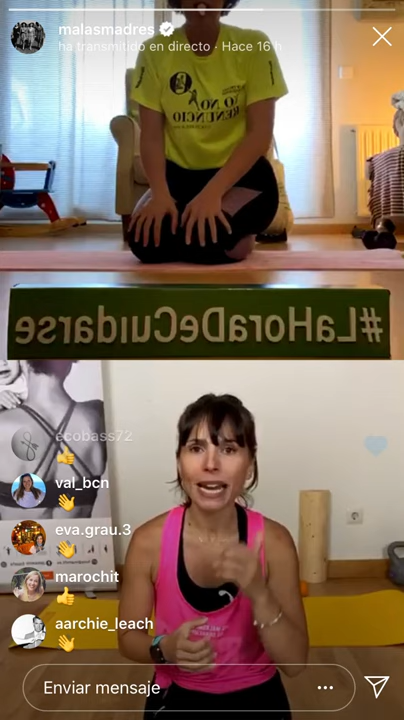 malasmadres
ha transmitido en directo · Hace 16 h
YO NO
RENUNCIO
#LaHoraDeCuidarse
acobass72
👍
val_bcn
👋
eva.grau.3
👋
marochit
👍
aarchie_leach
👋
Enviar mensaje